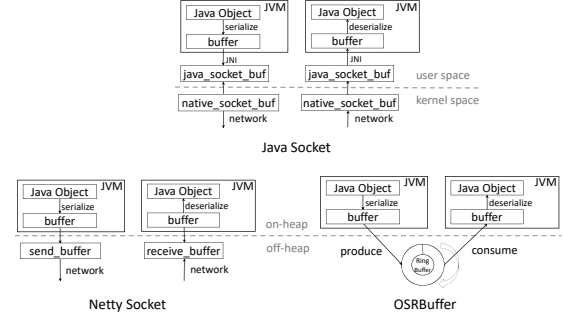 JVM JVM
Java Object Java Object
serialize deserialize
buffer buffer
JNI JNI
java_socket_buf java_socket_buf user space
native_socket_buf native_socket_buf kernel space
network network
Java Socket
JVM JVM JVM JVM
Java Object Java Object Java Object Java Object
serialize deserialize serialize deserialize
buffer buffer on-heap buffer buffer
send_buffer receive_buffer off-heap produce consume
network network Ring
Buffer
Netty Socket OSRBuffer